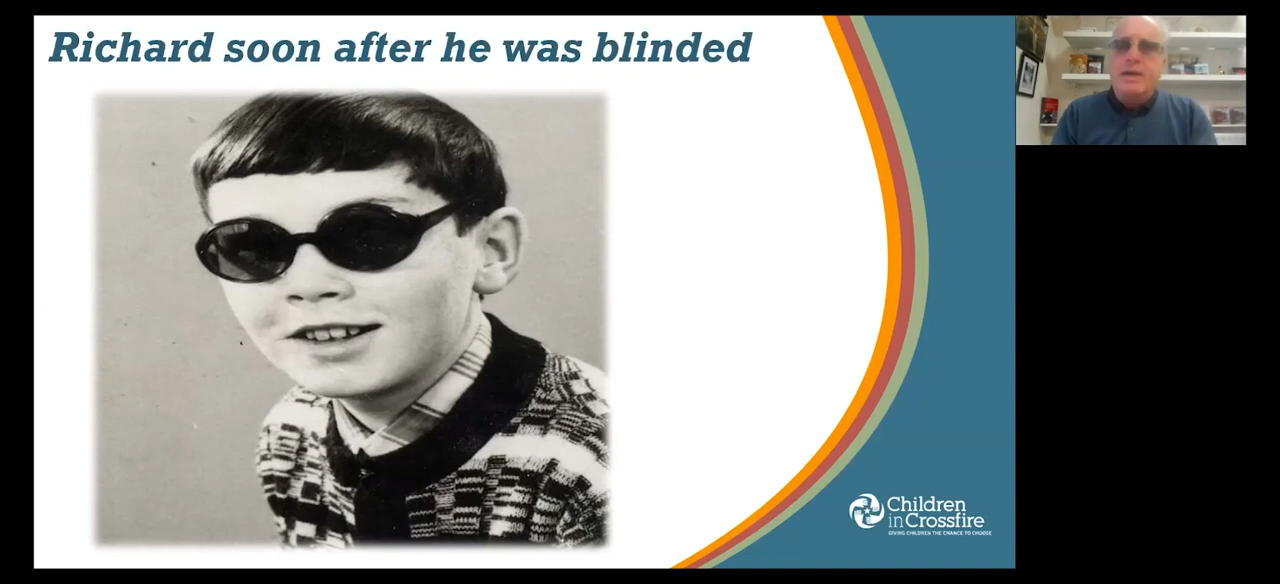 Richard soon after he was blinded
Children
in Crossfire
GIVING CHILDREN THE CHANCE TO CHOOSE